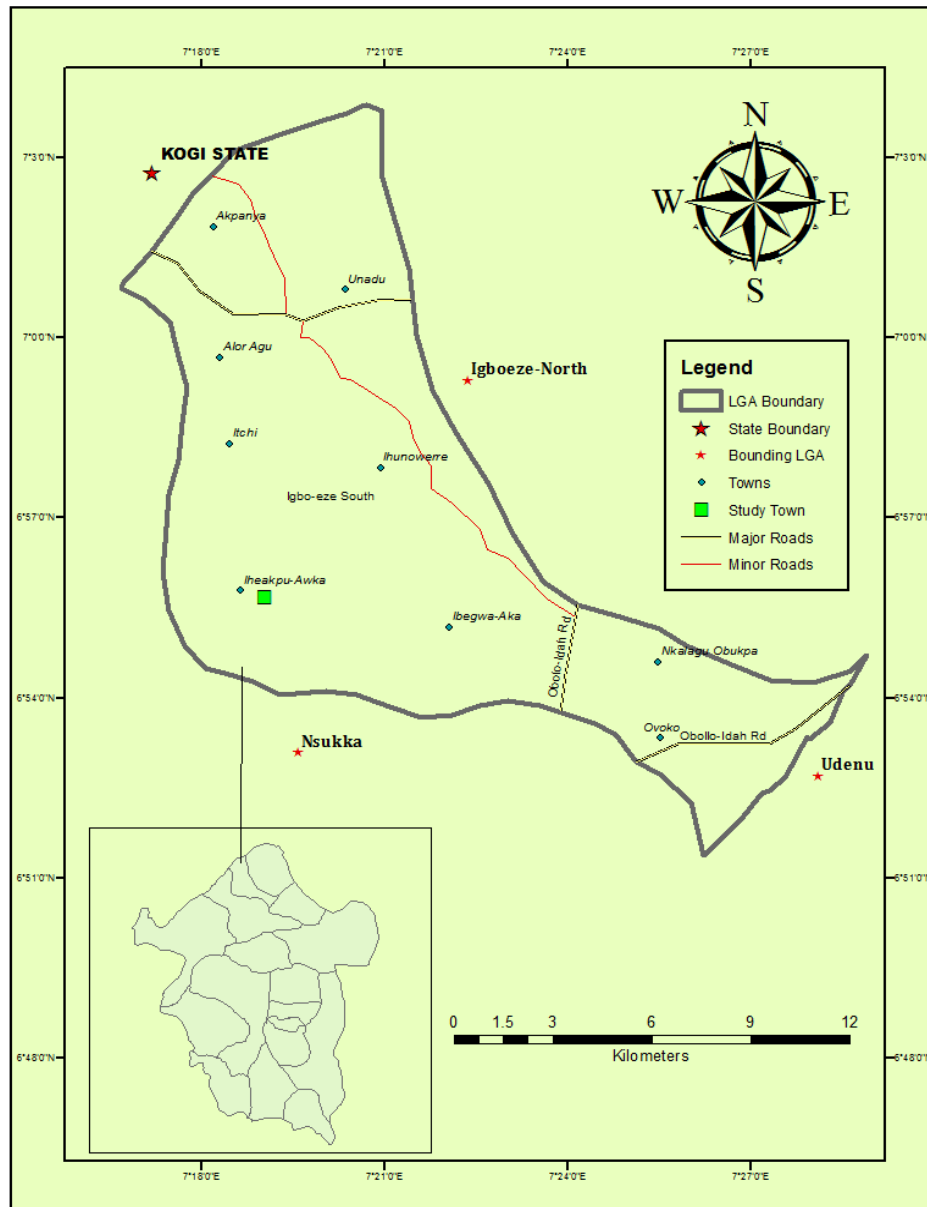 7°18'0"E 7°21'0"E 7°24'0"E 7°27'0"E
7°3'0"N 7°3'0"N
KOGI STATE
N
W E
S
Akpanya
Unadu
7°0'0"N 7°0'0"N
Alor Agu
Igboeze-North
Legend
LGA Boundary
State Boundary
Bounding LGA
Towns
Study Town
Major Roads
Minor Roads
Itchi
Ihunowerre
Igbo-eze South
6°57'0"N 6°57'0"N
Iheakpu-Awka
Ibegwa-Aka
Obolo-Idah Rd
Nkalagu Obukpa
6°54'0"N 6°54'0"N
Ovoko
Obollo-Idah Rd
Nsukka
Udenu
6°51'0"N 6°51'0"N
0 1.5 3 6 9 12
Kilometers
6°48'0"N 6°48'0"N
7°18'0"E 7°21'0"E 7°24'0"E 7°27'0"E